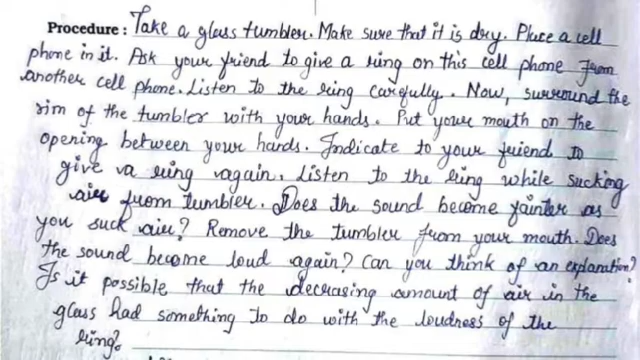 Procedure : Take a glass tumbler. Make sure that it is dry. Place a cell
phone in it. Ask your friend to give a ring on this cell phone from
another cell phone. Listen to the ring carefully. Now, surround the
rim of the tumbler with your hands. Put your mouth on the
opening between your hands. Indicate to your friend to
give a ring again. Listen to the ring while sucking
air from tumbler. Does the sound become fainter as
you suck air? Remove the tumbler from your mouth. Does
the sound become loud again? Can you think of an explanation?
Is it possible that the decrasing amount of air in the
glass had something to do with the loudness of the
ring?